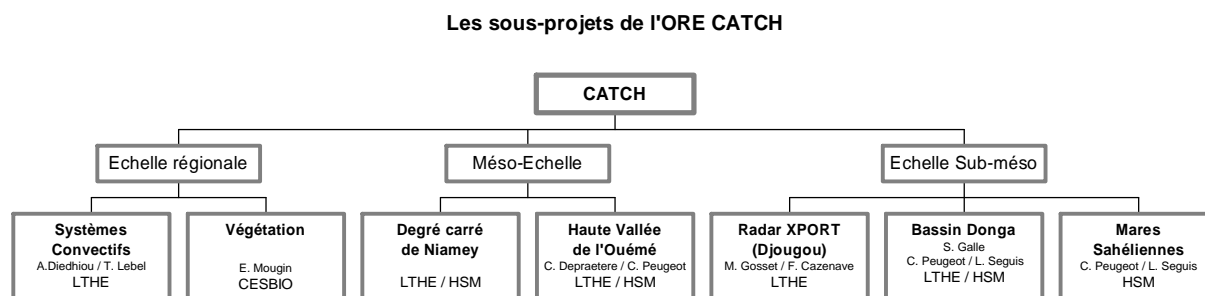 Les sous-projets de l'ORE CATCH
CATCH
Echelle régionale
Méso-Echelle
Echelle Sub-méso
Systèmes
Convectifs
A.Diedhiou / T. Lebel
LTHE
Végétation
E. Mougin
CESBIO
Degré carré
de Niamey
LTHE / HSM
Haute Vallée
de l'Ouémé
C. Depraetere / C. Peugeot
LTHE / HSM
Radar XPORT
(Djougou)
M. Gosset / F. Cazenave
LTHE
Bassin Donga
S. Galle
C. Peugeot / L. Seguis
LTHE / HSM
Mares
Sahéliennes
C. Peugeot / L. Seguis
HSM